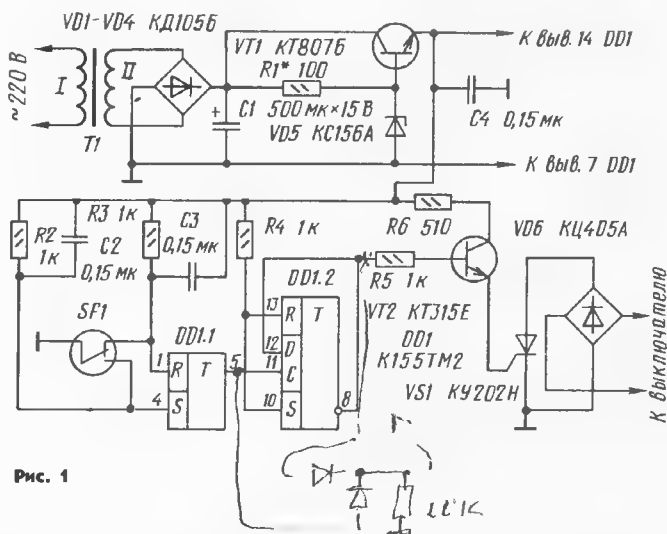 VD1-VD4 КД105Б
VT1 КТ807Б
К выв. 14 DD1
~220 В
I
II
T1
R1* 100
+
C1
500 мк×15 В
VD5 КС156А
C4
0,15 мк
К выв. 7 DD1
R2
1к
R3 1к
C2
0,15 мк
C3
0,15 мк
R4 1к
R6 510
VD6 КЦ405А
SF1
DD1.1
DD1.2
R5 1к
VT2 КТ315Е
DD1
К155ТМ2
VS1 КУ202Н
К выключателю
1
R
T
5
4
S
13
R
T
12
D
11
C
10
S
8
Рис. 1